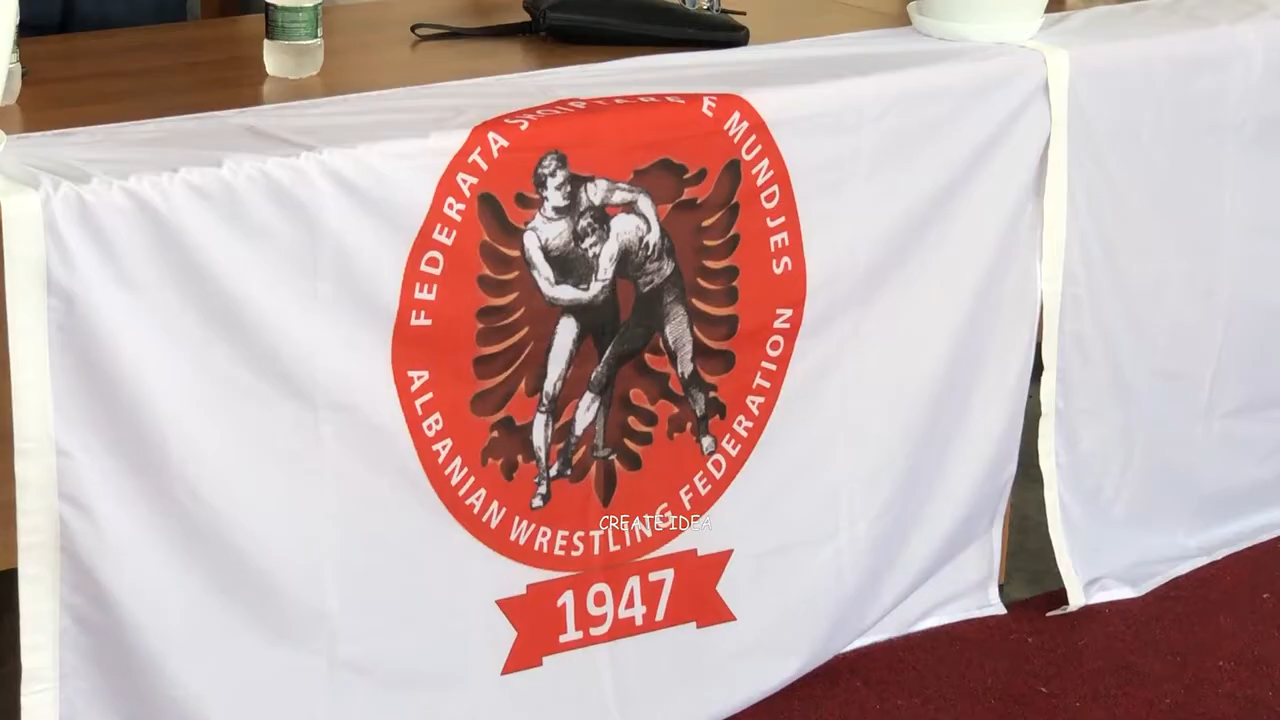 FEDERATA SHQIPTARE E MUNDJES
ALBANIAN WRESTLING FEDERATION
CREATE IDEA
1947